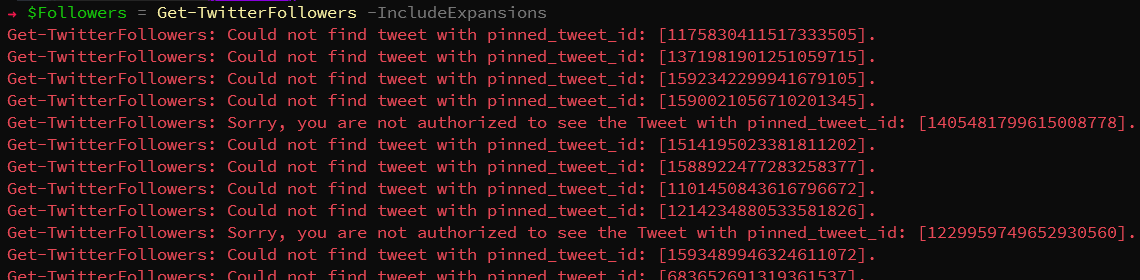 → $Followers = Get-TwitterFollowers -IncludeExpansions
Get-TwitterFollowers: Could not find tweet with pinned_tweet_id: [1175830411517333505].
Get-TwitterFollowers: Could not find tweet with pinned_tweet_id: [1371981901251059715].
Get-TwitterFollowers: Could not find tweet with pinned_tweet_id: [1592342299941679105].
Get-TwitterFollowers: Could not find tweet with pinned_tweet_id: [1590021056710201345].
Get-TwitterFollowers: Sorry, you are not authorized to see the Tweet with pinned_tweet_id: [1405481799615008778].
Get-TwitterFollowers: Could not find tweet with pinned_tweet_id: [1514195023381811202].
Get-TwitterFollowers: Could not find tweet with pinned_tweet_id: [1588922477283258377].
Get-TwitterFollowers: Could not find tweet with pinned_tweet_id: [1101450843616796672].
Get-TwitterFollowers: Could not find tweet with pinned_tweet_id: [1214234880533581826].
Get-TwitterFollowers: Sorry, you are not authorized to see the Tweet with pinned_tweet_id: [1229959749652930560].
Get-TwitterFollowers: Could not find tweet with pinned_tweet_id: [1593489946324611072].
Get-TwitterFollowers: Could not find tweet with pinned_tweet_id: [683652691319361537].